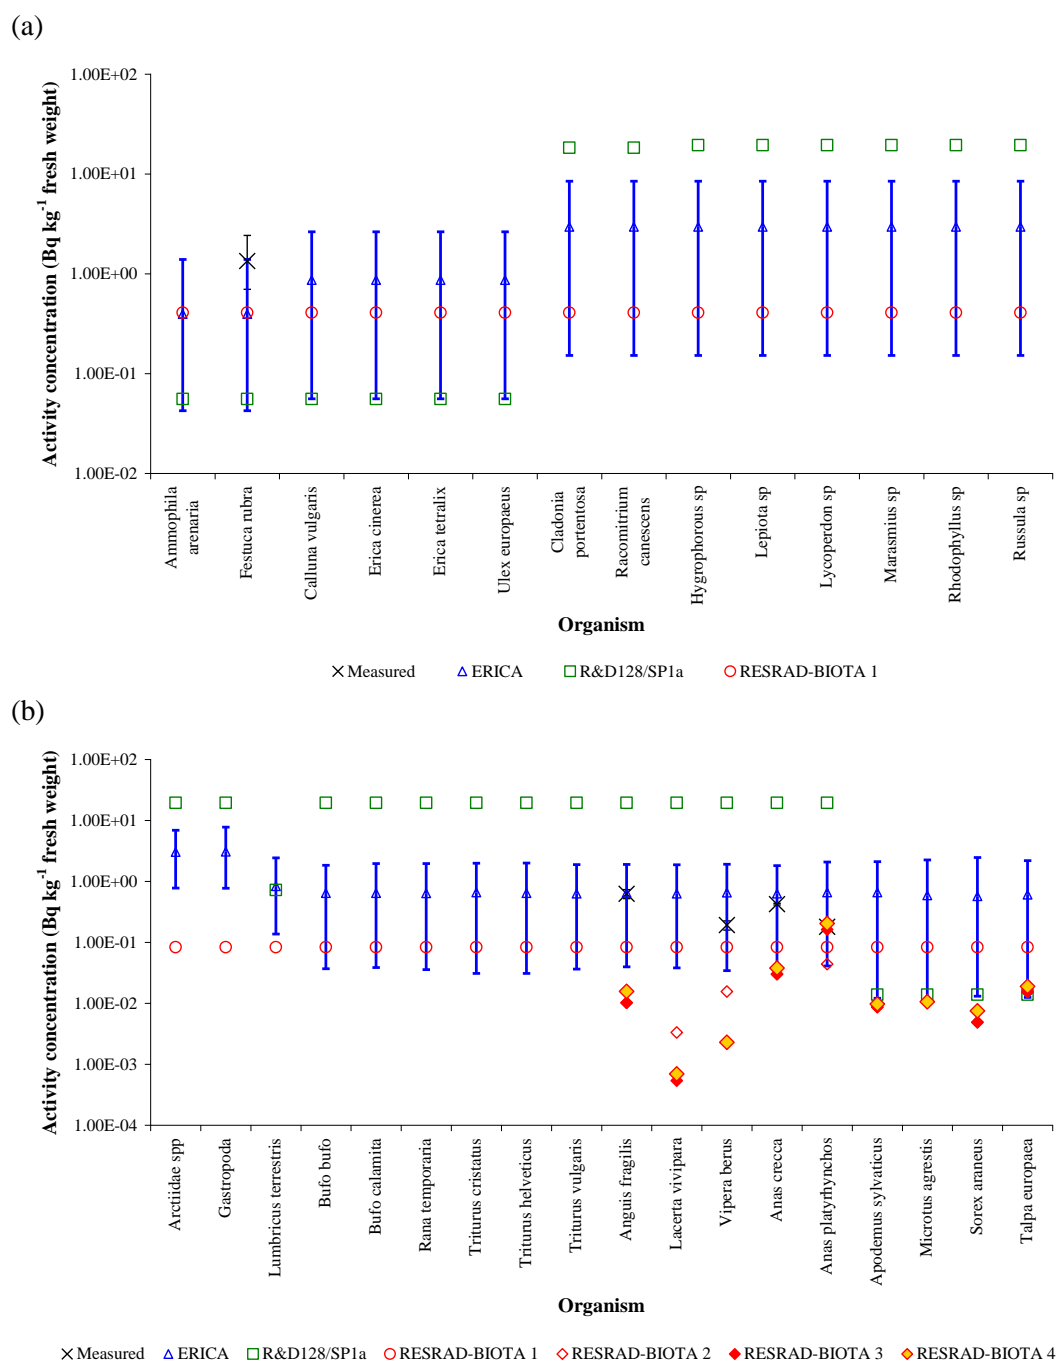 (a)
Activity concentration (Bq kg⁻¹ fresh weight)
1.00E+02
1.00E+01
1.00E+00
1.00E-01
1.00E-02
Ammophila arenaria
Festuca rubra
Calluna vulgaris
Erica cinerea
Erica tetralix
Ulex europaeus
Cladonia portentosa
Racomitrium canescens
Hygrophorous sp
Lepiota sp
Lycoperdon sp
Marasmius sp
Rhodophyllus sp
Russula sp
Organism
Measured ERICA R&D128/SP1a RESRAD-BIOTA 1
(b)
Activity concentration (Bq kg⁻¹ fresh weight)
1.00E+02
1.00E+01
1.00E+00
1.00E-01
1.00E-02
1.00E-03
1.00E-04
Arctiidae spp
Gastropoda
Lumbricus terrestris
Bufo bufo
Bufo calamita
Rana temporaria
Triturus cristatus
Triturus helveticus
Triturus vulgaris
Anguis fragilis
Lacerta vivipara
Vipera berus
Anas crecca
Anas platyrhynchos
Apodemus sylvaticus
Microtus agrestis
Sorex araneus
Talpa europaea
Organism
Measured ERICA R&D128/SP1a RESRAD-BIOTA 1 RESRAD-BIOTA 2 RESRAD-BIOTA 3 RESRAD-BIOTA 4